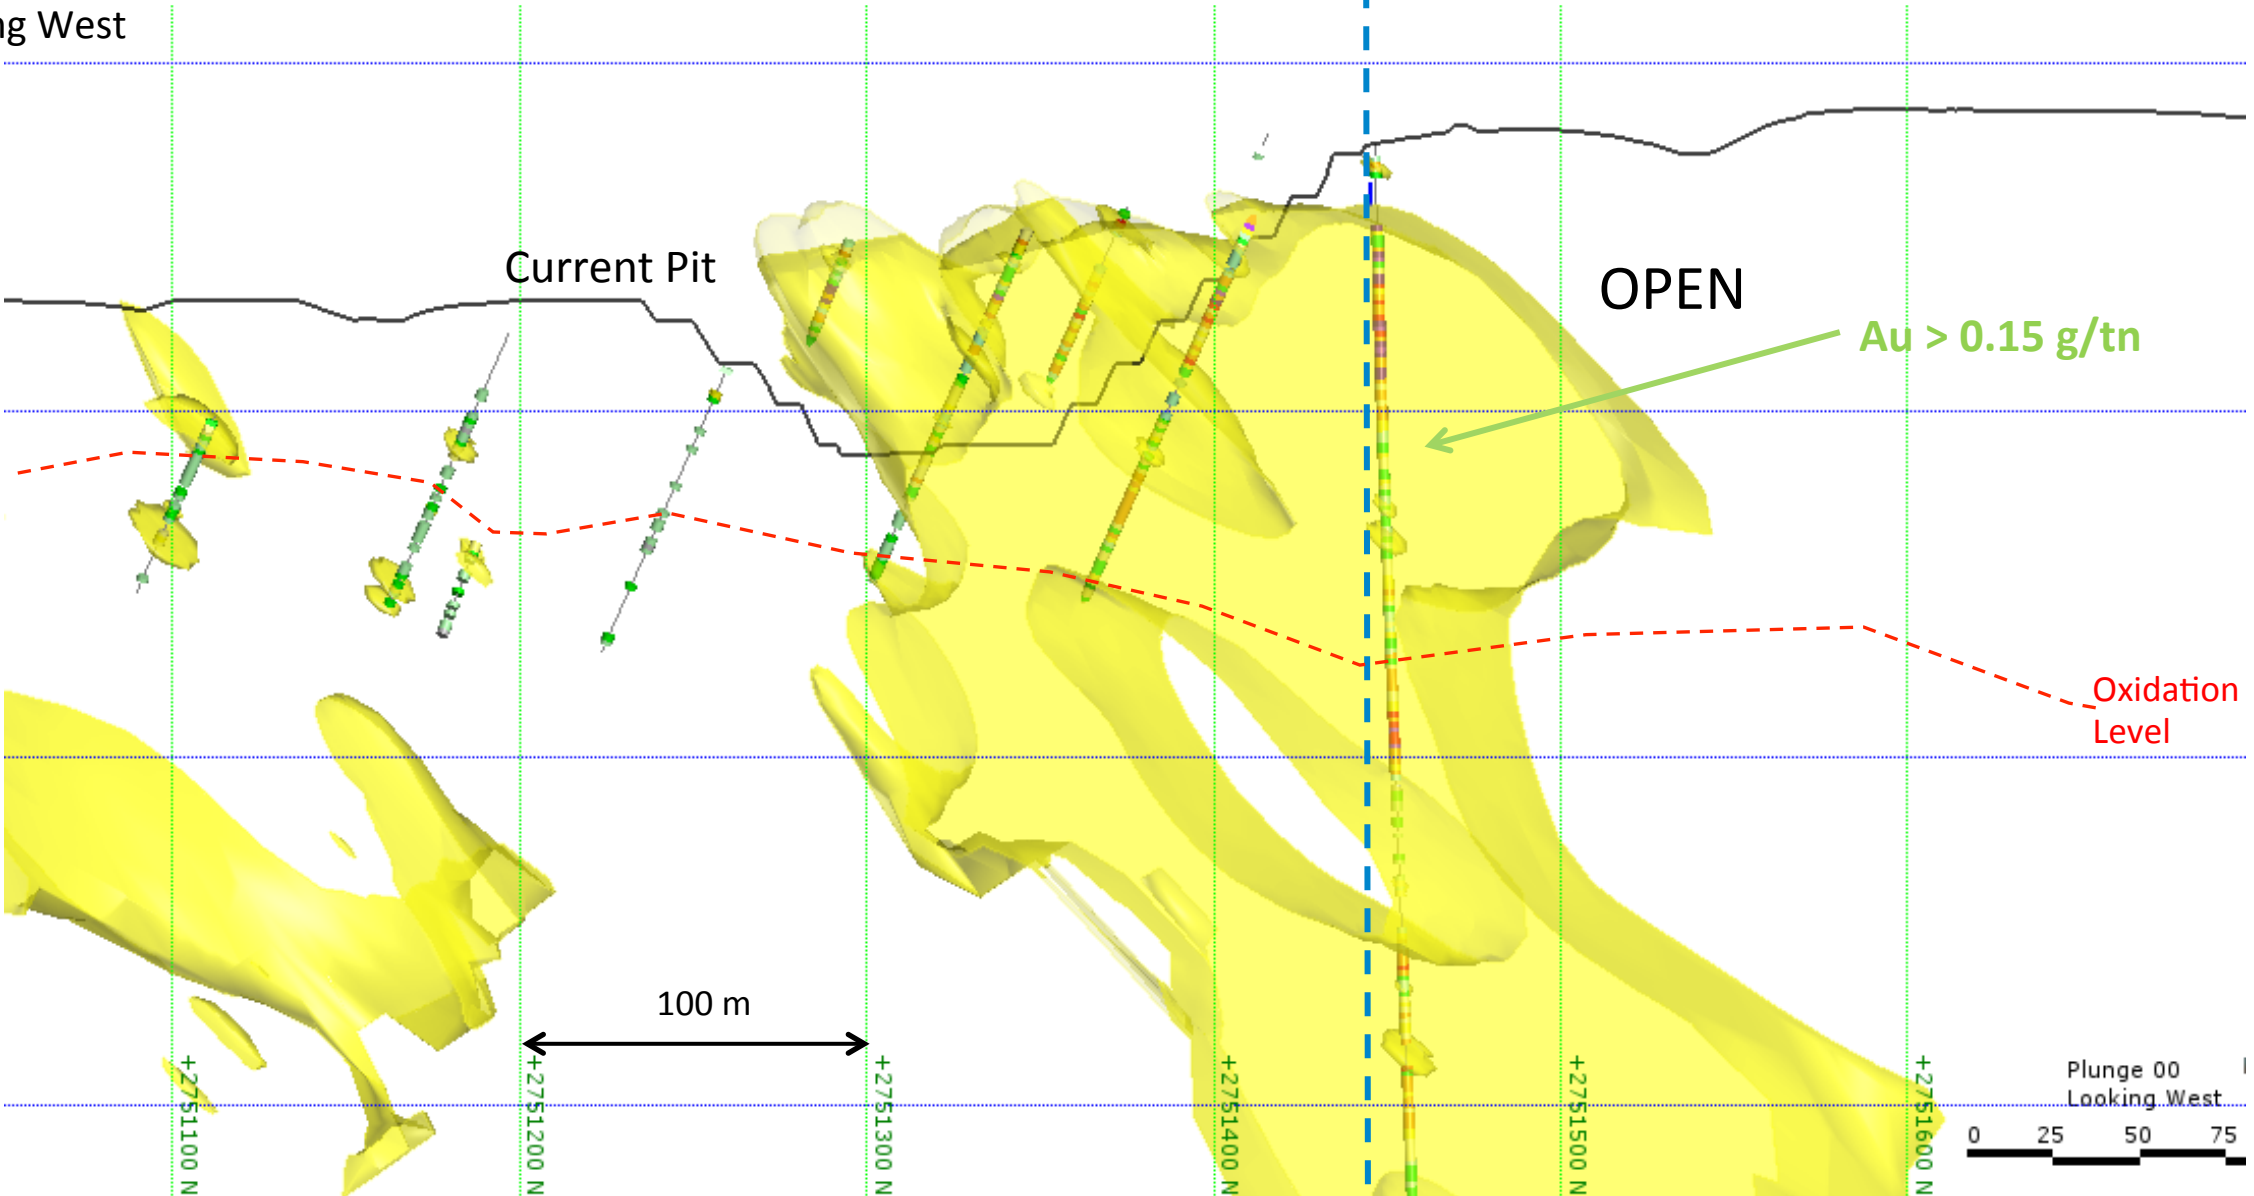 ng West
Current Pit
OPEN
Au > 0.15 g/tn
Oxidation
Level
100 m
+2751100 N
+2751200 N
+2751300 N
+2751400 N
+2751500 N
+2751600 N
Plunge 00
Looking West
0 25 50 75